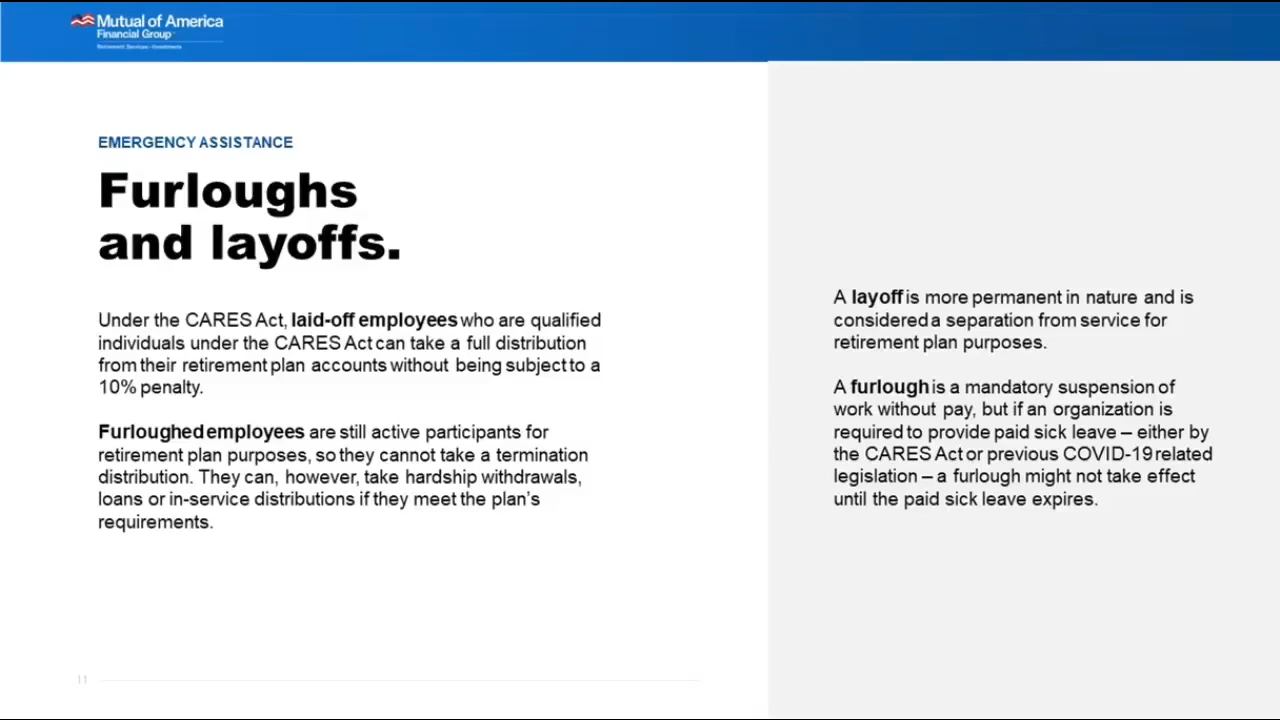 Mutual of America
Financial Group
Retirement Services • Investments
EMERGENCY ASSISTANCE
Furloughs
and layoffs.
Under the CARES Act, laid-off employees who are qualified
individuals under the CARES Act can take a full distribution
from their retirement plan accounts without being subject to a
10% penalty.
Furloughed employees are still active participants for
retirement plan purposes, so they cannot take a termination
distribution. They can, however, take hardship withdrawals,
loans or in-service distributions if they meet the plan's
requirements.
A layoff is more permanent in nature and is
considered a separation from service for
retirement plan purposes.
A furlough is a mandatory suspension of
work without pay, but if an organization is
required to provide paid sick leave – either by
the CARES Act or previous COVID-19 related
legislation – a furlough might not take effect
until the paid sick leave expires.
11